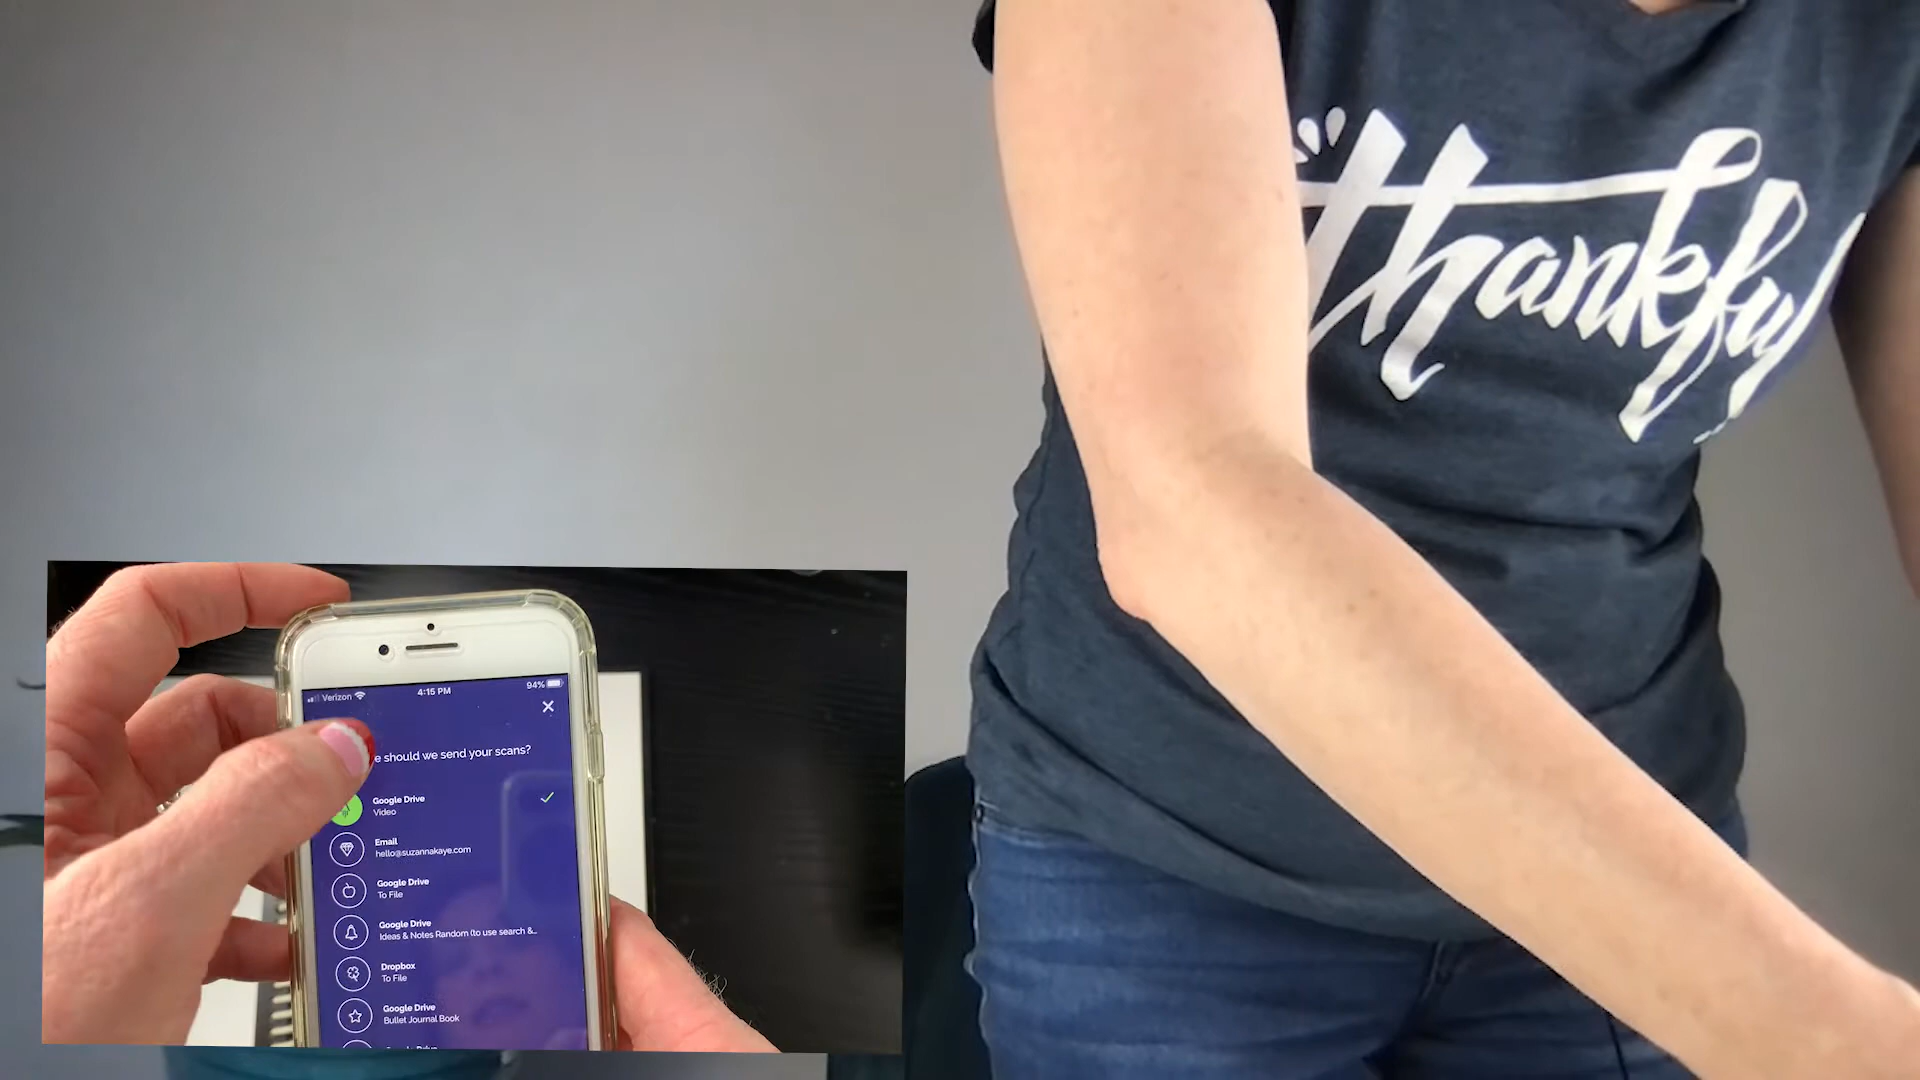 Thankful
Verizon 4:15 PM 94%
e should we send your scans?
Google Drive
Video
Email
hello@suzannakaye.com
Google Drive
To File
Google Drive
Ideas & Notes Random (to use search &...
Dropbox
To File
Google Drive
Bullet Journal Book
Google Drive